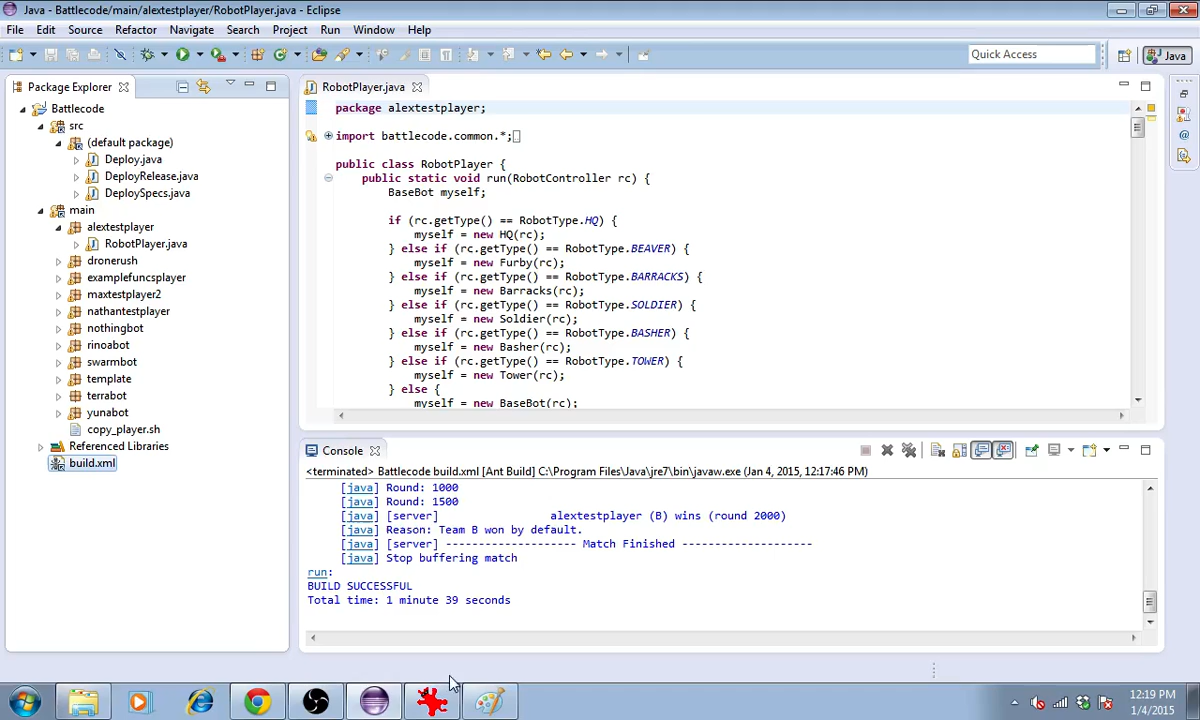 Java - Battlecode/main/alextestplayer/RobotPlayer.java - Eclipse
File Edit Source Refactor Navigate Search Project Run Window Help
Quick Access
Java
Package Explorer
Battlecode
src
(default package)
Deploy.java
DeployRelease.java
DeploySpecs.java
main
alextestplayer
RobotPlayer.java
dronerush
examplefuncsplayer
maxtestplayer2
nathantestplayer
nothingbot
rinoabot
swarmbot
template
terrabot
yunabot
copy_player.sh
Referenced Libraries
build.xml
RobotPlayer.java
package alextestplayer;
import battlecode.common.*;
public class RobotPlayer {
public static void run(RobotController rc) {
BaseBot myself;
if (rc.getType() == RobotType.HQ) {
myself = new HQ(rc);
} else if (rc.getType() == RobotType.BEAVER) {
myself = new Furby(rc);
} else if (rc.getType() == RobotType.BARRACKS) {
myself = new Barracks(rc);
} else if (rc.getType() == RobotType.SOLDIER) {
myself = new Soldier(rc);
} else if (rc.getType() == RobotType.BASHER) {
myself = new Basher(rc);
} else if (rc.getType() == RobotType.TOWER) {
myself = new Tower(rc);
} else {
myself = new BaseBot(rc);
Console
<terminated> Battlecode build.xml [Ant Build] C:\Program Files\Java\jre7\bin\javaw.exe (Jan 4, 2015, 12:17:46 PM)
[java] Round: 1000
[java] Round: 1500
[java] [server] alextestplayer (B) wins (round 2000)
[java] Reason: Team B won by default.
[java] [server] -------------------- Match Finished --------------------
[java] Stop buffering match
run:
BUILD SUCCESSFUL
Total time: 1 minute 39 seconds
12:19 PM
1/4/2015